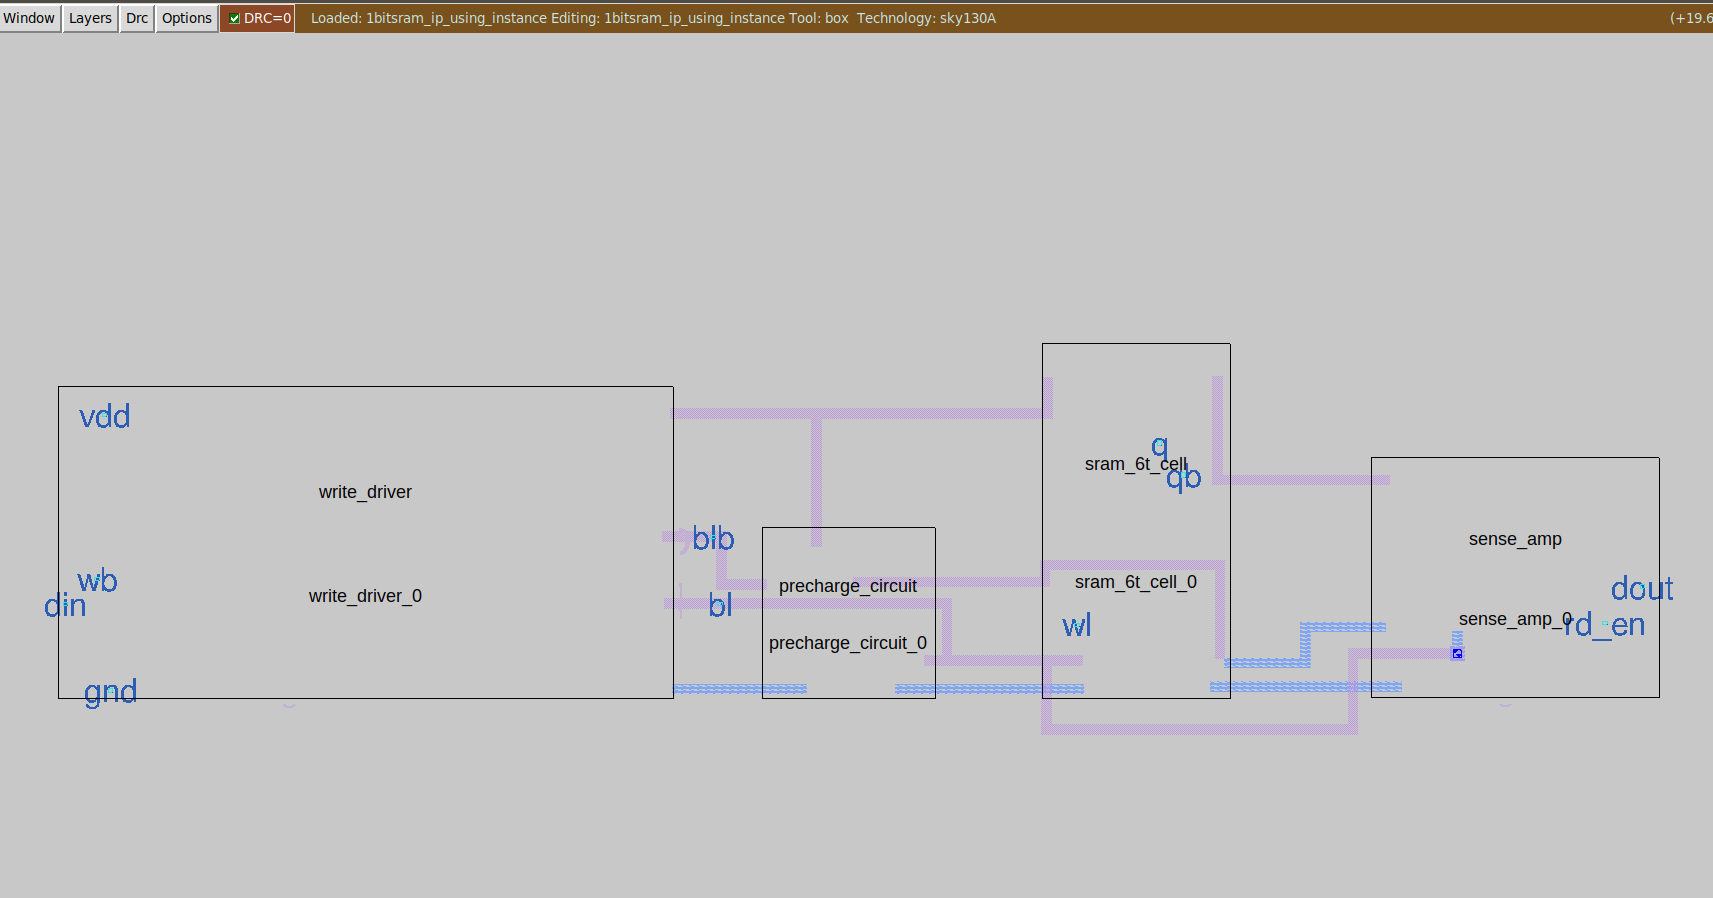 Window Layers Drc Options DRC=0 Loaded: 1bitsram_ip_using_instance Editing: 1bitsram_ip_using_instance Tool: box Technology: sky130A (+19.6
vdd
q
sram_6t_cell
qb
write_driver
blb
sense_amp
wb
precharge_circuit
sram_6t_cell_0
dout
din
write_driver_0
bl
wl
sense_amp_0
rd_en
precharge_circuit_0
gnd